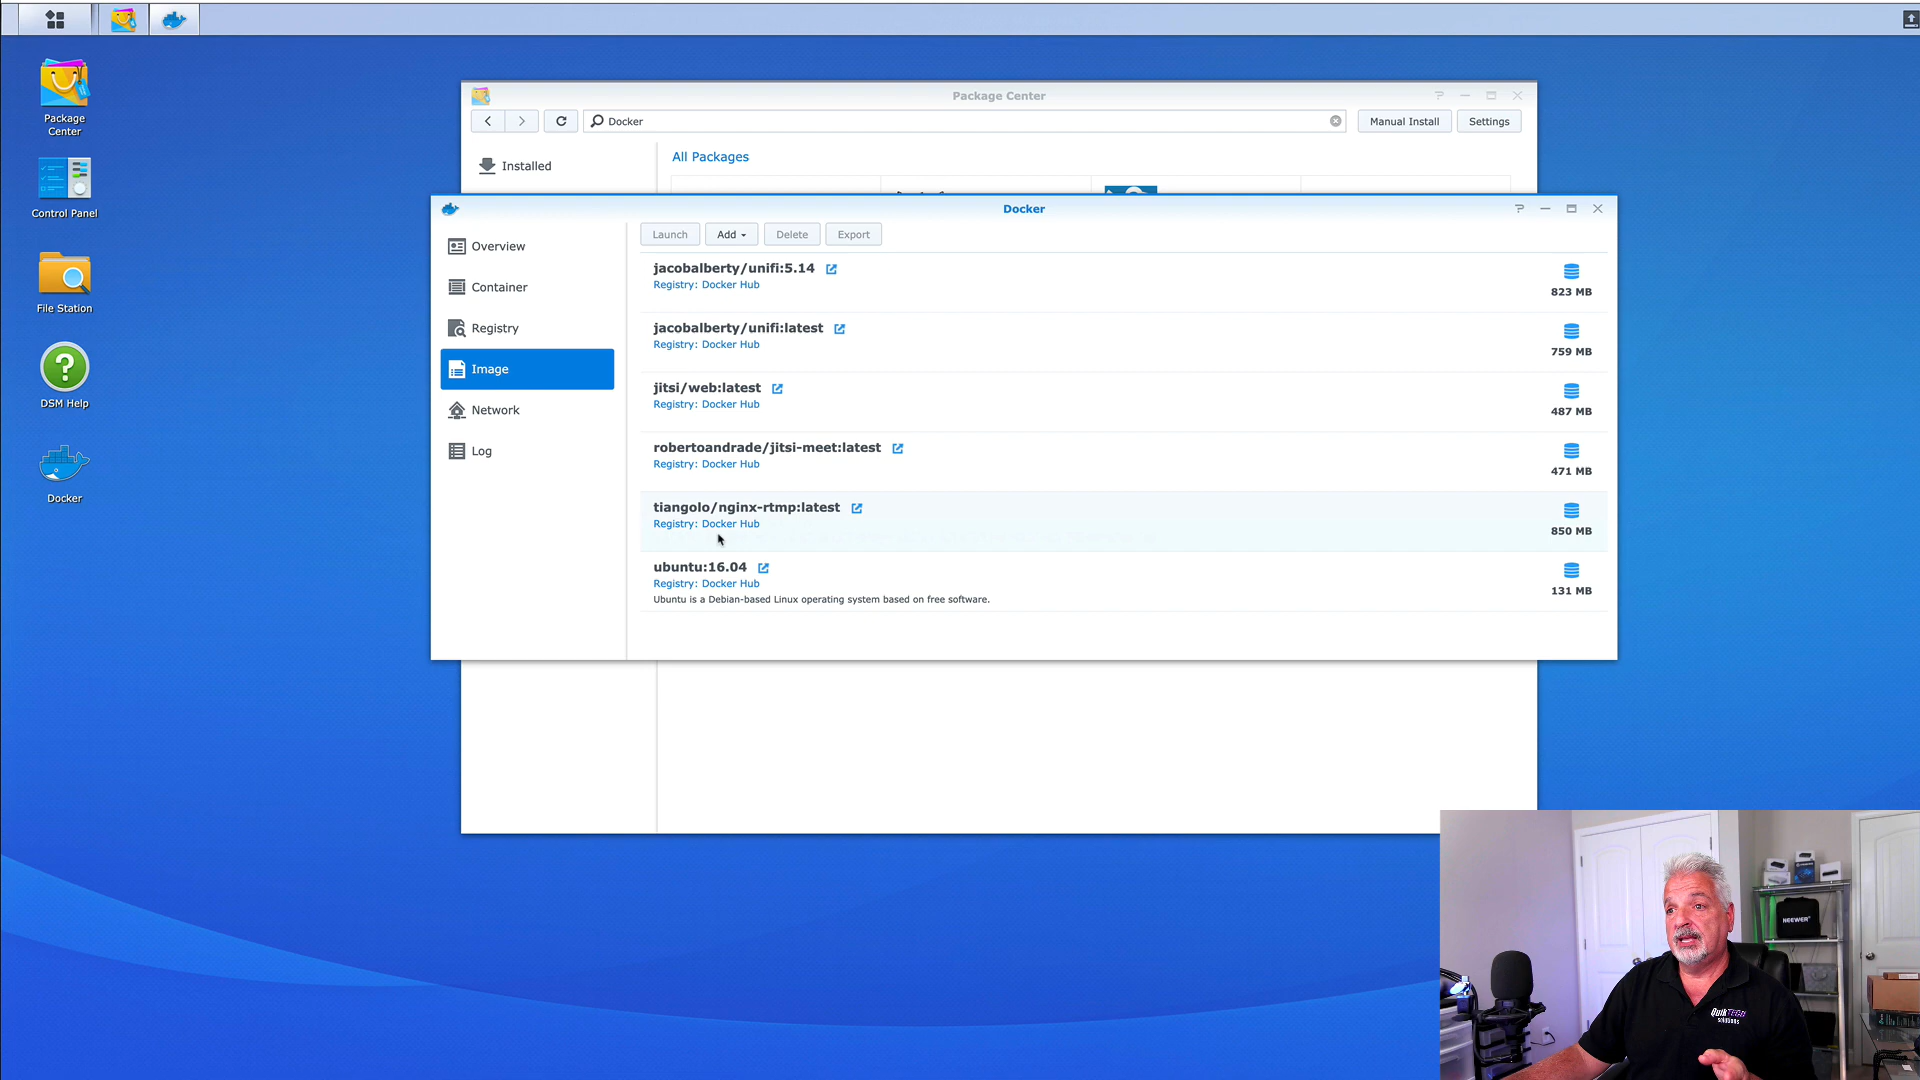 Package
Center
Control Panel
File Station
DSM Help
Docker
Package Center
Docker
Manual Install
Settings
Installed
All Packages
Docker
Overview
Container
Registry
Image
Network
Log
Launch
Add
Delete
Export
jacobalberty/unifi:5.14
Registry: Docker Hub
823 MB
jacobalberty/unifi:latest
Registry: Docker Hub
759 MB
jitsi/web:latest
Registry: Docker Hub
487 MB
robertoandrade/jitsi-meet:latest
Registry: Docker Hub
471 MB
tiangolo/nginx-rtmp:latest
Registry: Docker Hub
850 MB
ubuntu:16.04
Registry: Docker Hub
Ubuntu is a Debian-based Linux operating system based on free software.
131 MB
NEEWER
QuikTECH
solutions